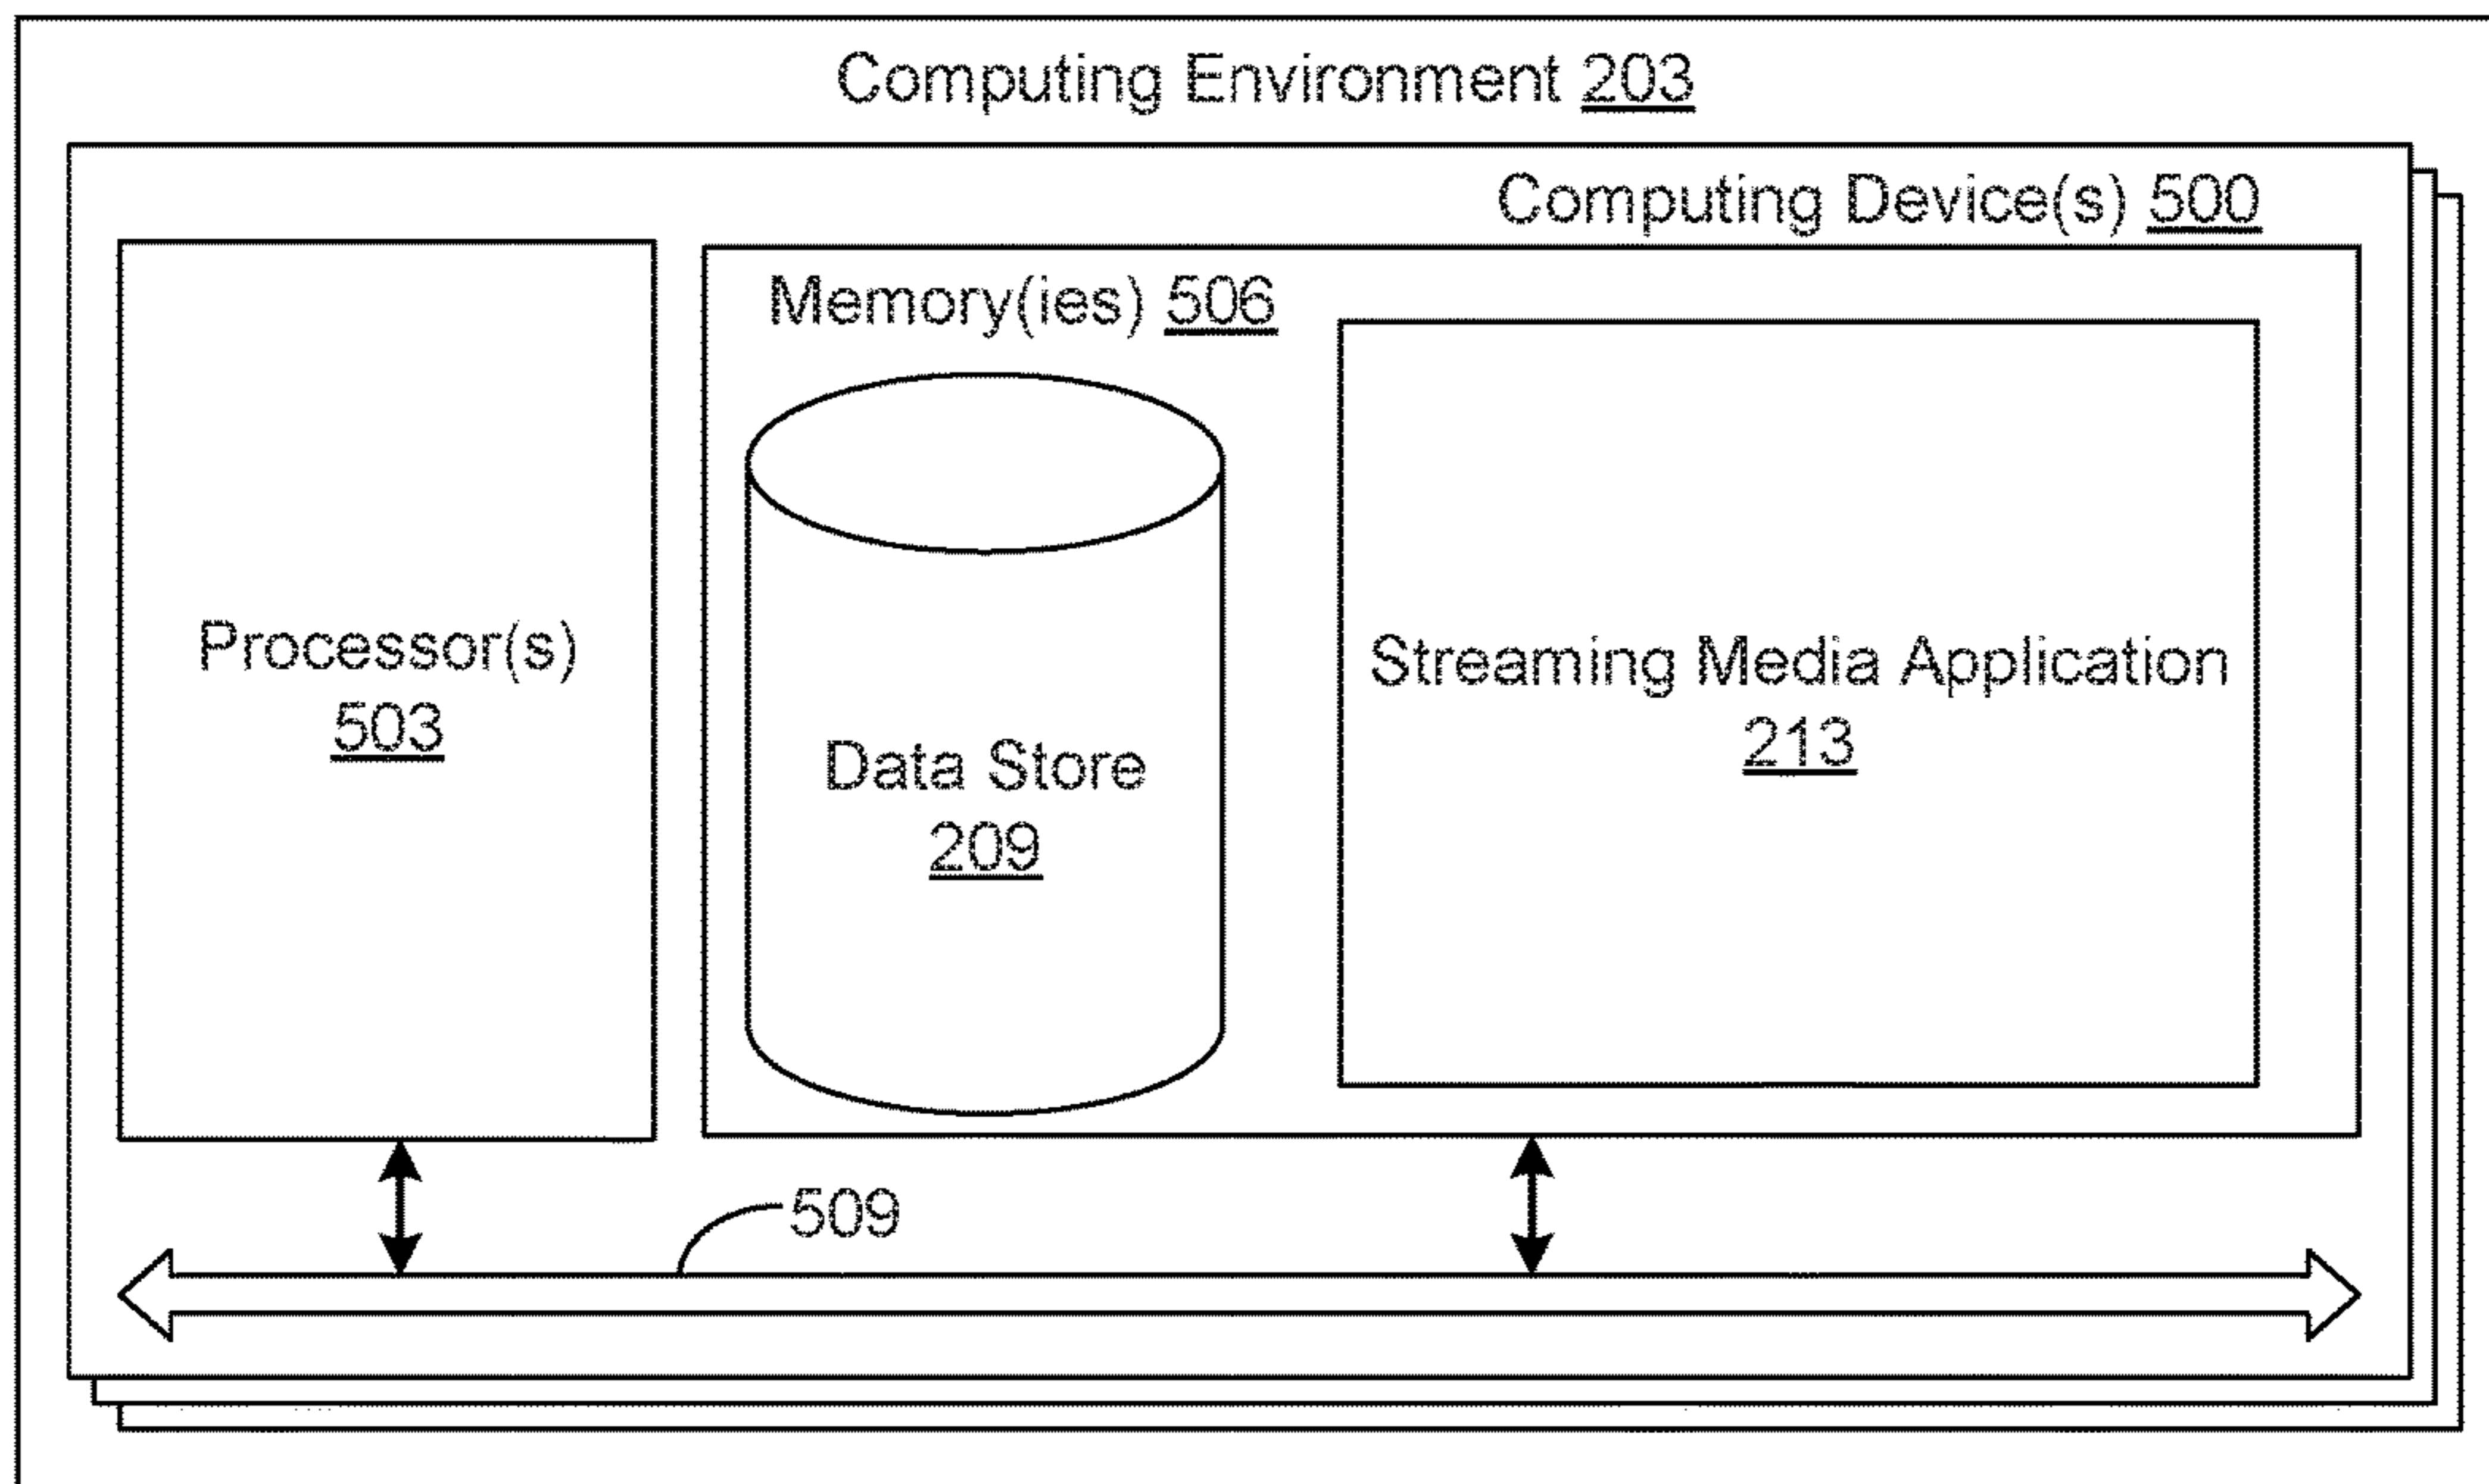 Computing Environment 203
Computing Device(s) 500
Memory(ies) 506
Processor(s)
503
Data Store
209
Streaming Media Application
213
509